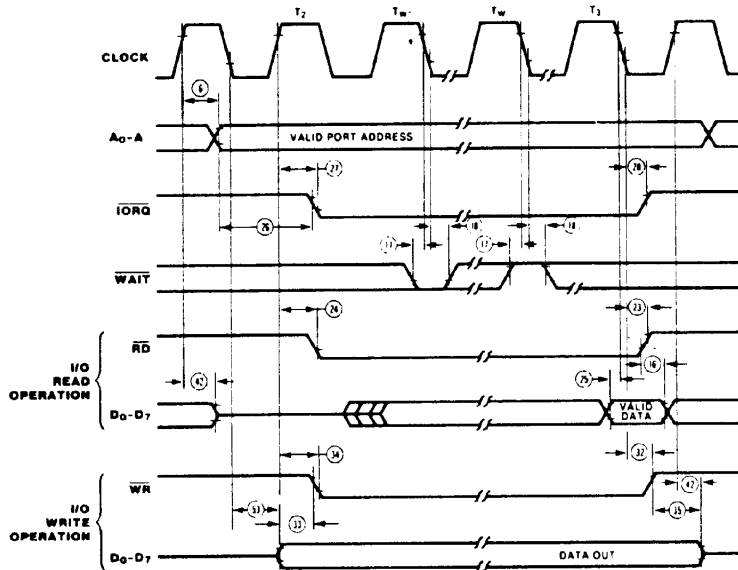 T2 TW* TW T3
CLOCK
6
A0-A
VALID PORT ADDRESS
27
28
IORQ
26
17
18
17
18
WAIT
24
23
RD
16
I/O
READ
OPERATION
42
25
D0-D7
VALID
DATA
34
32
WR
42
I/O
WRITE
OPERATION
53
33
35
D0-D7
DATA OUT